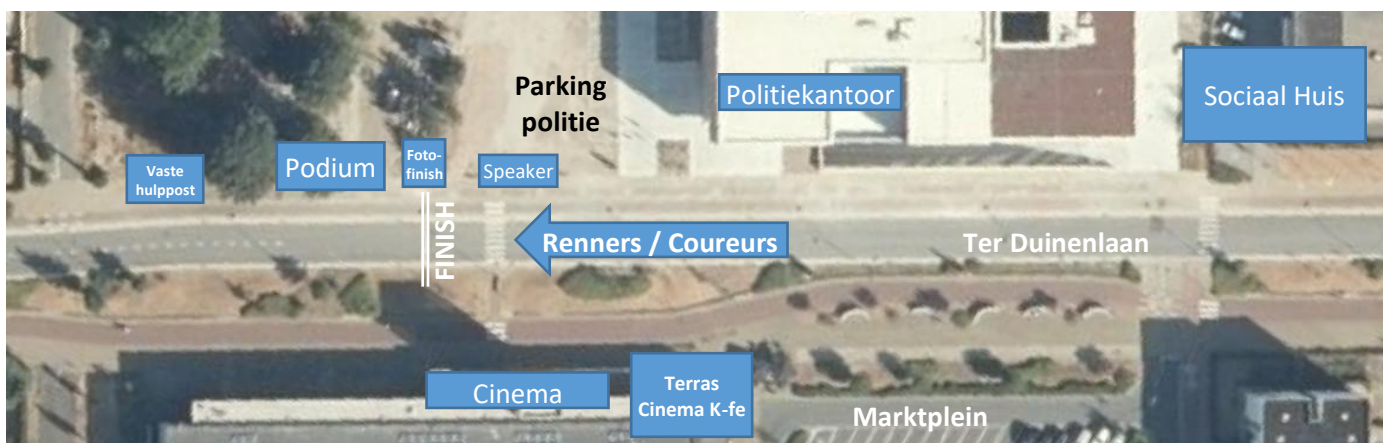 Parking
politie
Politiekantoor
Sociaal Huis
Vaste
hulppost
Podium
Foto-
finish
Speaker
FINISH
Renners / Coureurs
Ter Duinenlaan
Cinema
Terras
Cinema K-fe
Marktplein